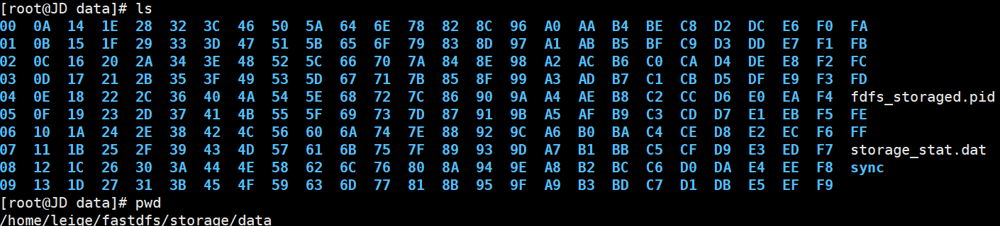 [root@JD data]# ls
00 0A 14 1E 28 32 3C 46 50 5A 64 6E 78 82 8C 96 A0 AA B4 BE C8 D2 DC E6 F0 FA
01 0B 15 1F 29 33 3D 47 51 5B 65 6F 79 83 8D 97 A1 AB B5 BF C9 D3 DD E7 F1 FB
02 0C 16 20 2A 34 3E 48 52 5C 66 70 7A 84 8E 98 A2 AC B6 C0 CA D4 DE E8 F2 FC
03 0D 17 21 2B 35 3F 49 53 5D 67 71 7B 85 8F 99 A3 AD B7 C1 CB D5 DF E9 F3 FD
04 0E 18 22 2C 36 40 4A 54 5E 68 72 7C 86 90 9A A4 AE B8 C2 CC D6 E0 EA F4 fdfs_storaged.pid
05 0F 19 23 2D 37 41 4B 55 5F 69 73 7D 87 91 9B A5 AF B9 C3 CD D7 E1 EB F5 FE
06 10 1A 24 2E 38 42 4C 56 60 6A 74 7E 88 92 9C A6 B0 BA C4 CE D8 E2 EC F6 FF
07 11 1B 25 2F 39 43 4D 57 61 6B 75 7F 89 93 9D A7 B1 BB C5 CF D9 E3 ED F7 storage_stat.dat
08 12 1C 26 30 3A 44 4E 58 62 6C 76 80 8A 94 9E A8 B2 BC C6 D0 DA E4 EE F8 sync
09 13 1D 27 31 3B 45 4F 59 63 6D 77 81 8B 95 9F A9 B3 BD C7 D1 DB E5 EF F9
[root@JD data]# pwd
/home/leige/fastdfs/storage/data